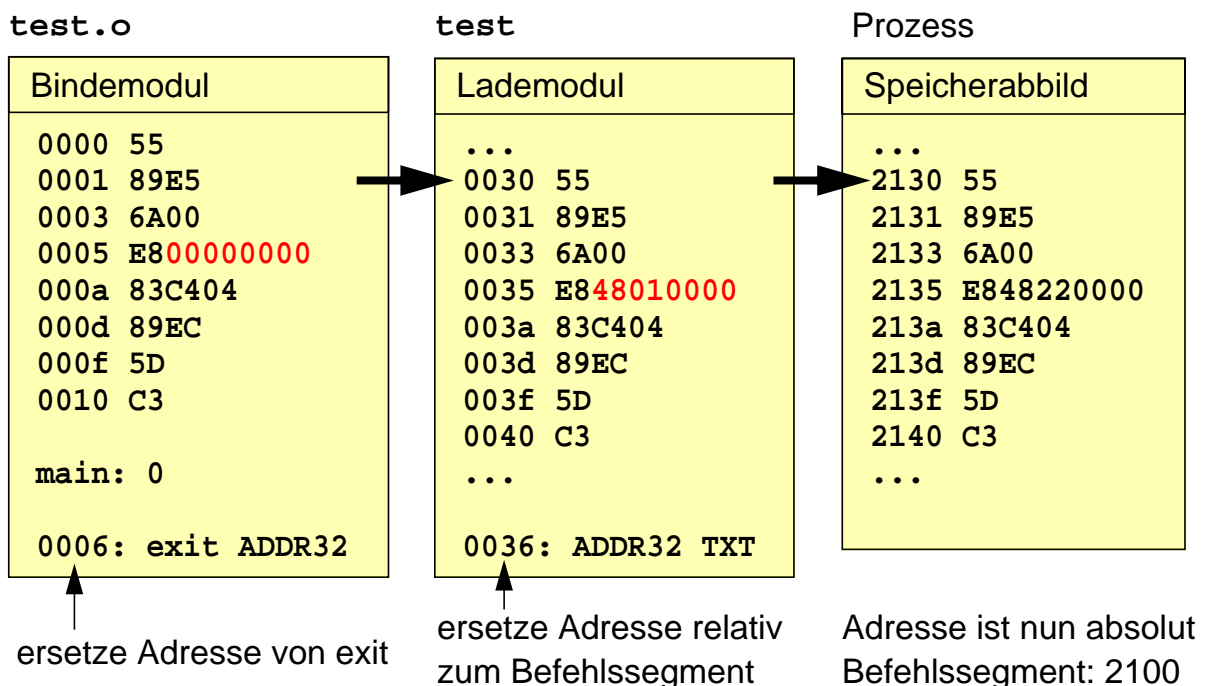 test.o
Bindemodul
0000 55
0001 89E5
0003 6A00
0005 E800000000
000a 83C404
000d 89EC
000f 5D
0010 C3
main: 0
0006: exit ADDR32
ersetze Adresse von exit
test
Lademodul
...
0030 55
0031 89E5
0033 6A00
0035 E848010000
003a 83C404
003d 89EC
003f 5D
0040 C3
...
0036: ADDR32 TXT
ersetze Adresse relativ
zum Befehlssegment
Prozess
Speicherabbild
...
2130 55
2131 89E5
2133 6A00
2135 E848220000
213a 83C404
213d 89EC
213f 5D
2140 C3
...
Adresse ist nun absolut
Befehlssegment: 2100